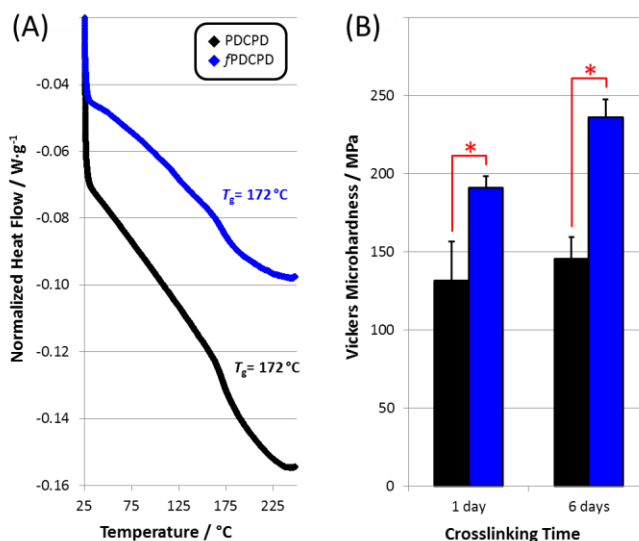 (A)
PDCPD
fPDCPD
-0.04
-0.06
-0.08
-0.10
-0.12
-0.14
-0.16
Normalized Heat Flow / W·g⁻¹
Tg= 172 °C
Tg= 172 °C
25
75
125
175
225
Temperature / °C
(B)
*
*
250
200
150
100
50
0
Vickers Microhardness / MPa
1 day
6 days
Crosslinking Time